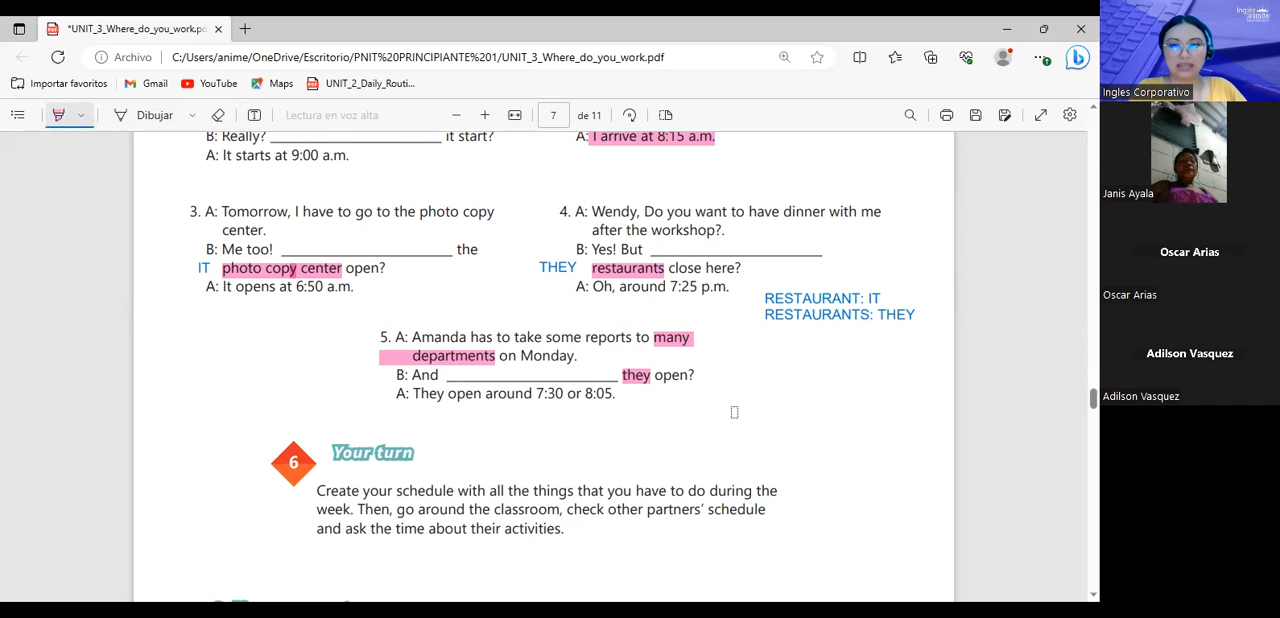 *UNIT_3_Where_do_you_work.pd
Archivo C:/Users/anime/OneDrive/Escritorio/PNIT%20PRINCIPIANTE%201/UNIT_3_Where_do_you_work.pdf
Importar favoritos Gmail YouTube Maps UNIT_2_Daily_Routi...
Dibujar Lectura en voz alta 7 de 11
B: Really? ____________________ it start?
A: It starts at 9:00 a.m.
A: I arrive at 8:15 a.m.
3. A: Tomorrow, I have to go to the photo copy
center.
B: Me too! ____________________ the
IT photo copy center open?
A: It opens at 6:50 a.m.
4. A: Wendy, Do you want to have dinner with me
after the workshop?.
B: Yes! But ____________________
THEY restaurants close here?
A: Oh, around 7:25 p.m.
RESTAURANT: IT
RESTAURANTS: THEY
5. A: Amanda has to take some reports to many
departments on Monday.
B: And ____________________ they open?
A: They open around 7:30 or 8:05.
6 Your turn
Create your schedule with all the things that you have to do during the
week. Then, go around the classroom, check other partners' schedule
and ask the time about their activities.
Ingles Corporativo
Janis Ayala
Oscar Arias
Oscar Arias
Adilson Vasquez
Adilson Vasquez